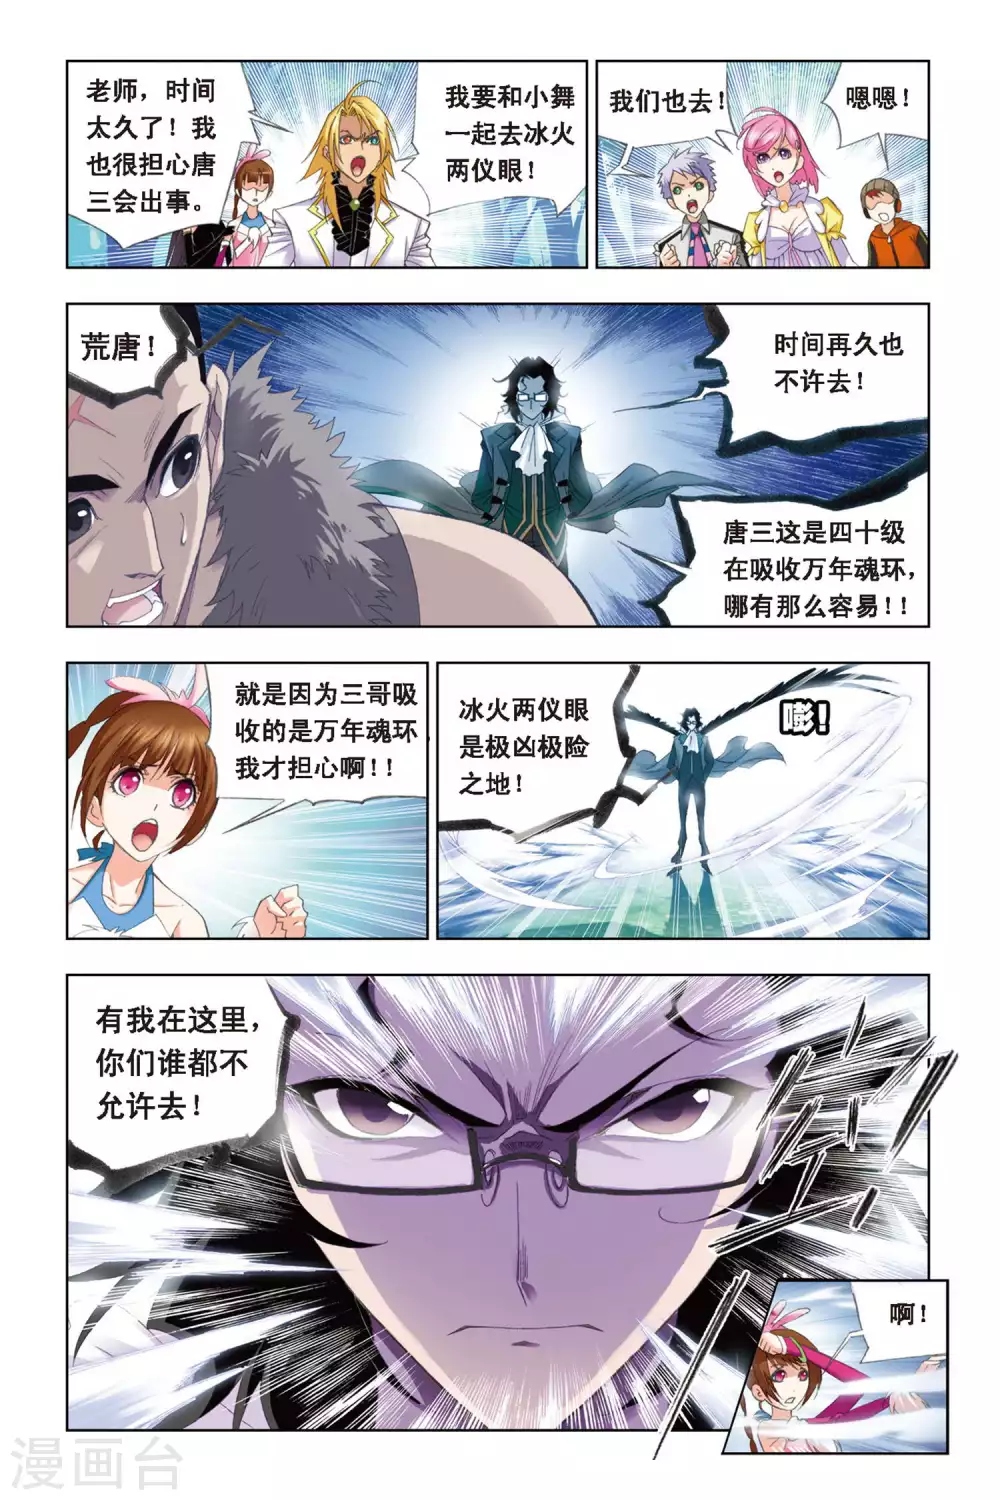 老师，时间
太久了！我
也很担心唐
三会出事。
我要和小舞
一起去冰火
两仪眼！
我们也去！
嗯嗯！
荒唐！
时间再久也
不许去！
唐三这是四十级
在吸收万年魂环，
哪有那么容易！！
就是因为三哥吸
收的是万年魂环
我才担心啊！！
冰火两仪眼
是极凶极险
之地！
嘭！
有我在这里，
你们谁都不
允许去！
啊！
漫画台